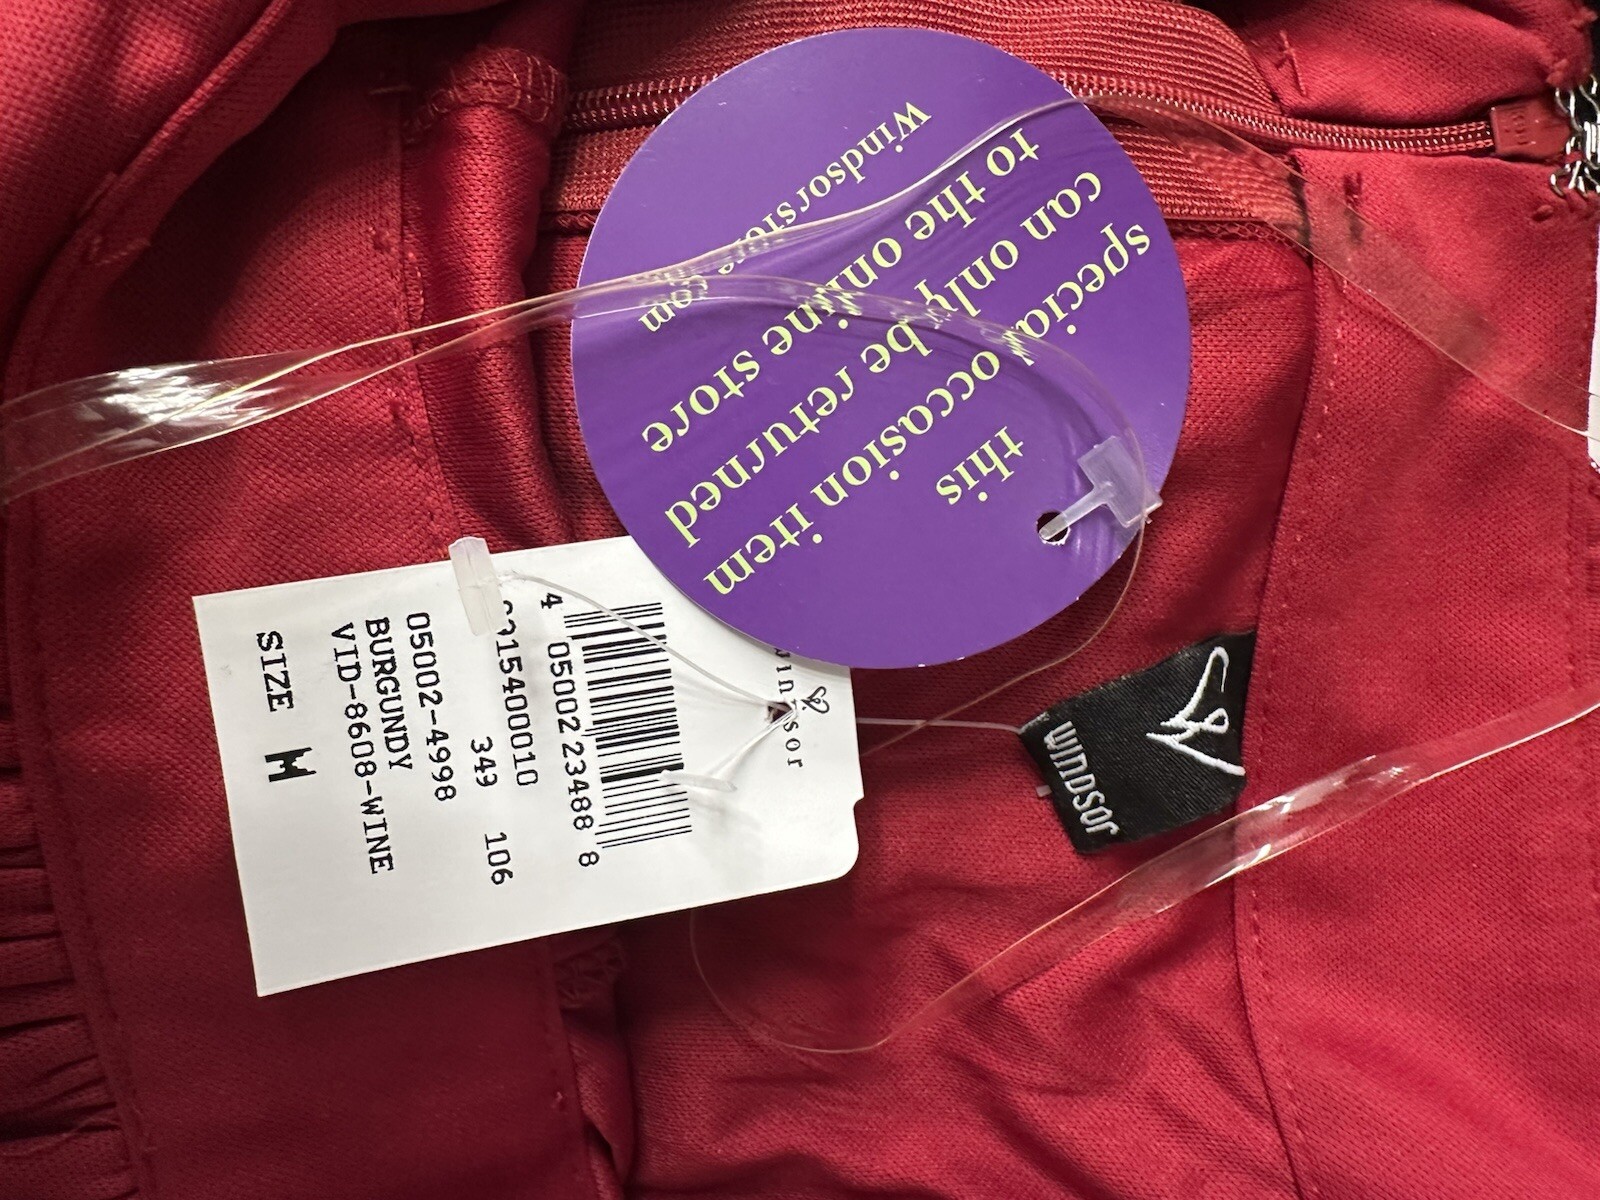 this
special occasion item
can only be returned
to the online store
Windsorstore.com
windsor
4 05002 23488 8
349 106
05002-4998
BURGUNDY
VID-8608-WINE
SIZE M
WINDSOR